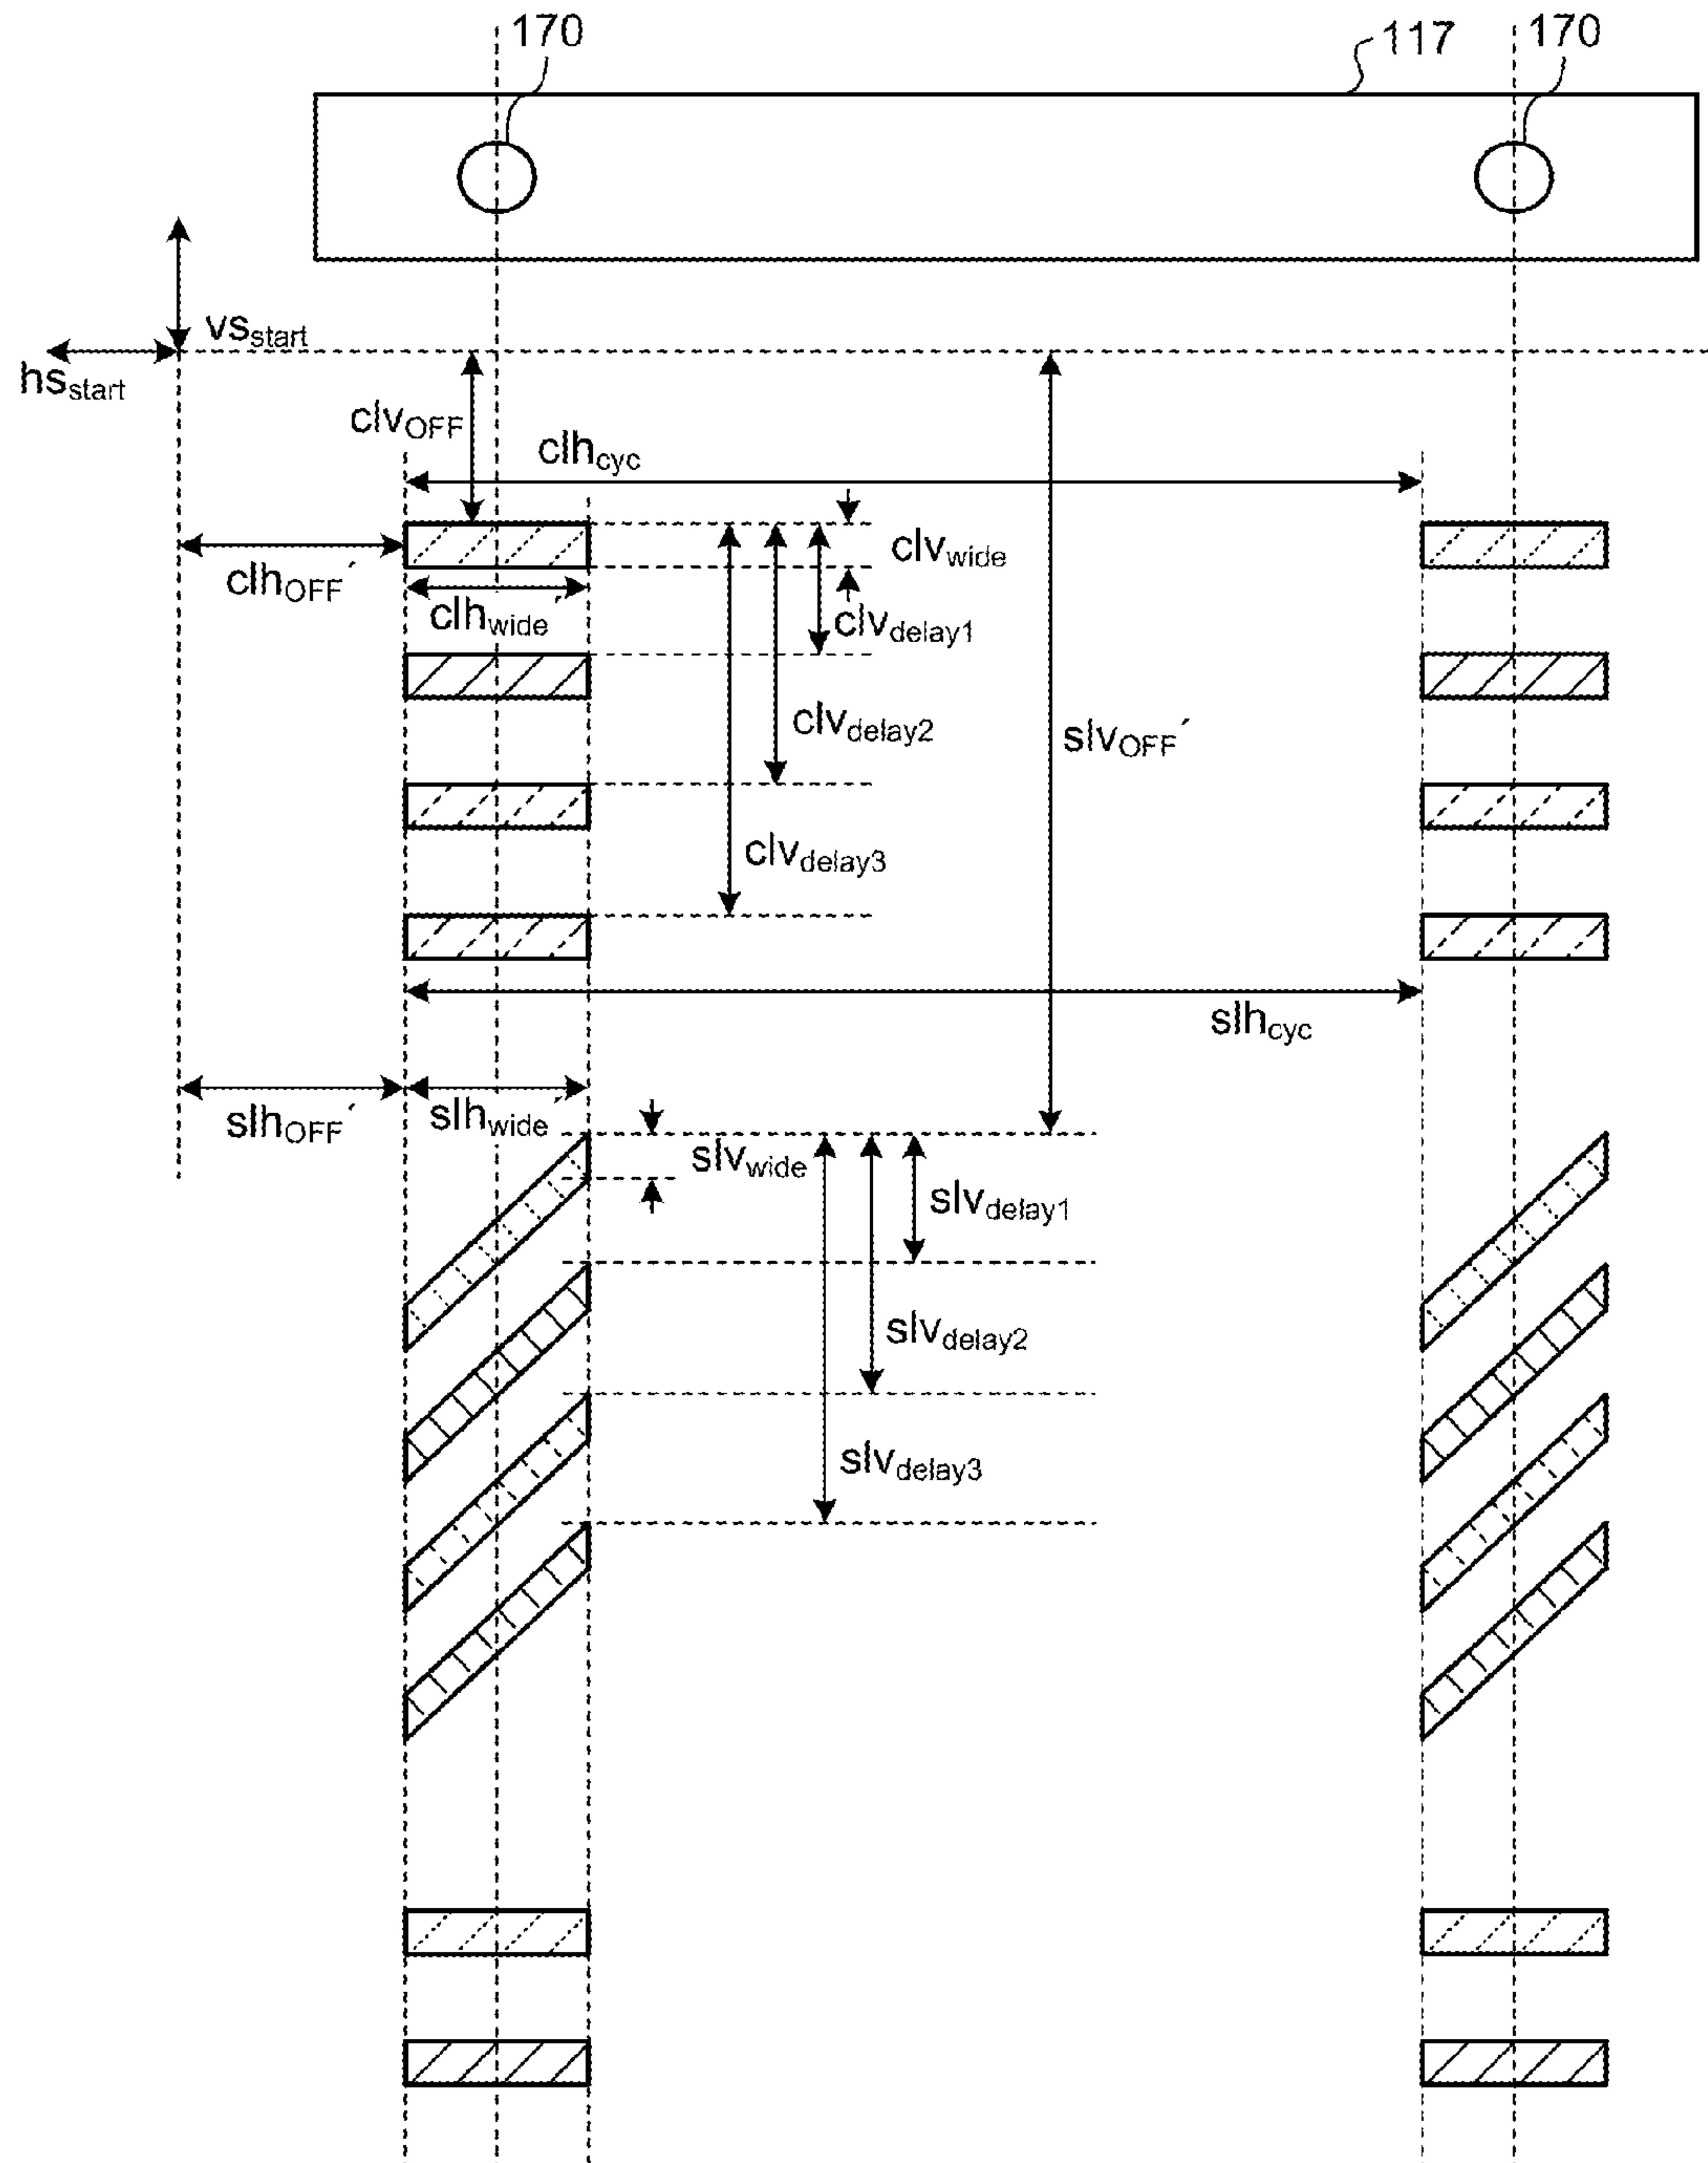 170
117
170
vsstart
hsstart
clvOFF
clhcyc
clvwide
clhOFF´
clhwide´
clvdelay1
clvdelay2
slvOFF´
clvdelay3
slhcyc
slhOFF´
slhwide´
slvwide
slvdelay1
slvdelay2
slvdelay3